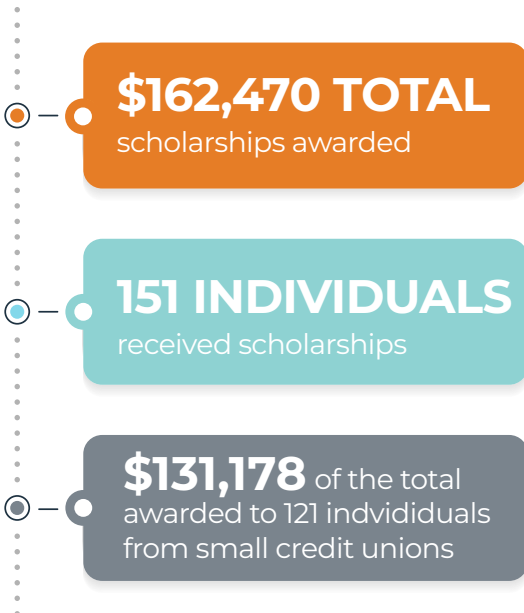 $162,470 TOTAL
scholarships awarded
151 INDIVIDUALS
received scholarships
$131,178 of the total
awarded to 121 indvididuals
from small credit unions